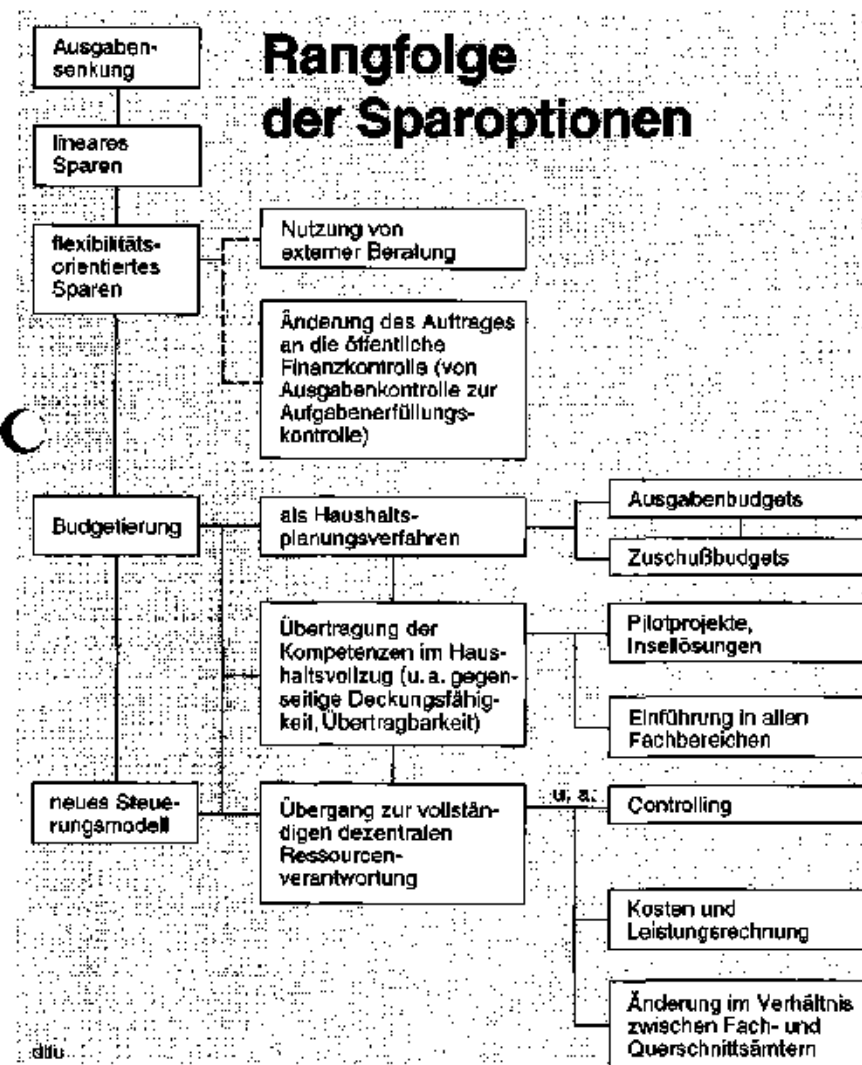 Rangfolge
der Sparoptionen
Ausgaben-
senkung
lineares
Sparen
flexibilitäts-
orientiertes
Sparen
Nutzung von
externer Beratung
Änderung des Auftrages
an die öffentliche
Finanzkontrolle (von
Ausgabenkontrolle zur
Aufgabenerfüllungs-
kontrolle)
Budgetierung
als Haushalts-
planungsverfahren
Ausgabenbudgets
Zuschußbudgets
Übertragung der
Kompetenzen im Haus-
haltsvollzug (u. a. gegen-
seitige Deckungsfähig-
keit, Übertragbarkeit)
Pilotprojekte,
Insellösungen
Einführung in allen
Fachbereichen
neues Steue-
rungsmodell
Übergang zur vollstän-
digen dezentralen
Ressourcen-
verantwortung
u. a.
Controlling
Kosten und
Leistungsrechnung
Änderung im Verhältnis
zwischen Fach- und
Querschnittsämtern
difu